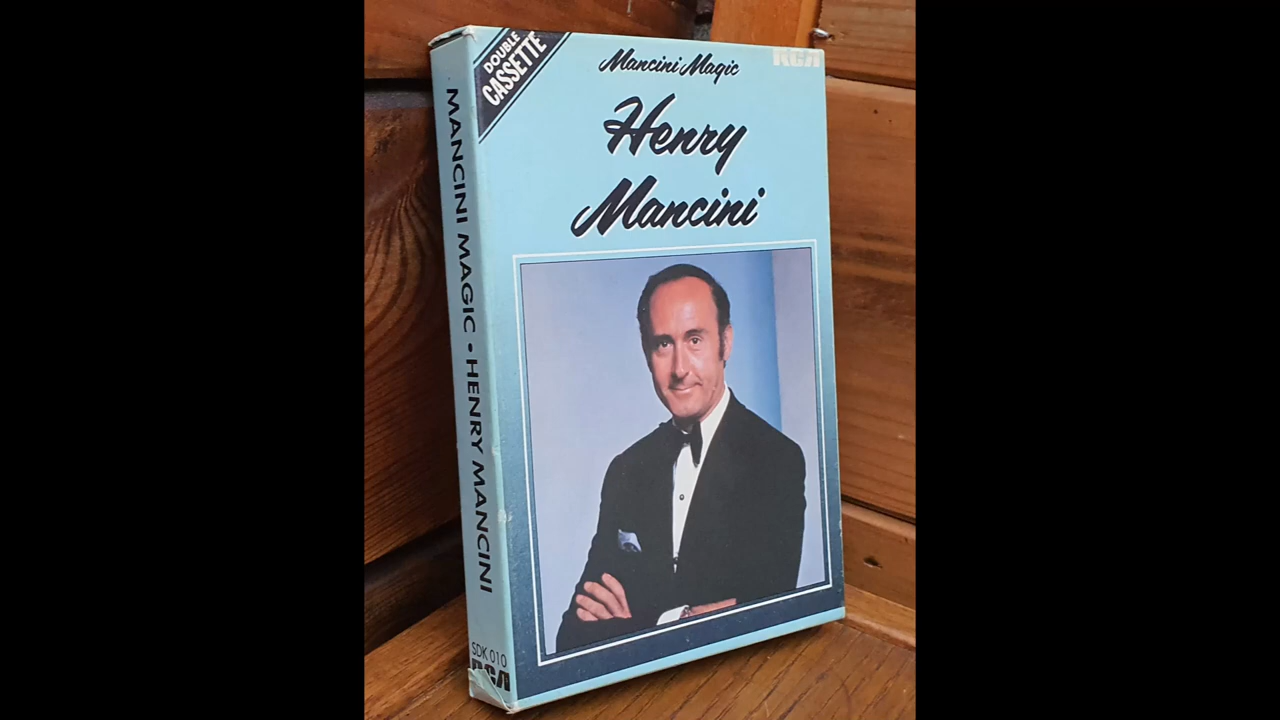 DOUBLE
CASSETTE
Mancini Magic
RCA
Henry
Mancini
MANCINI MAGIC • HENRY MANCINI
SDK 010
RCA